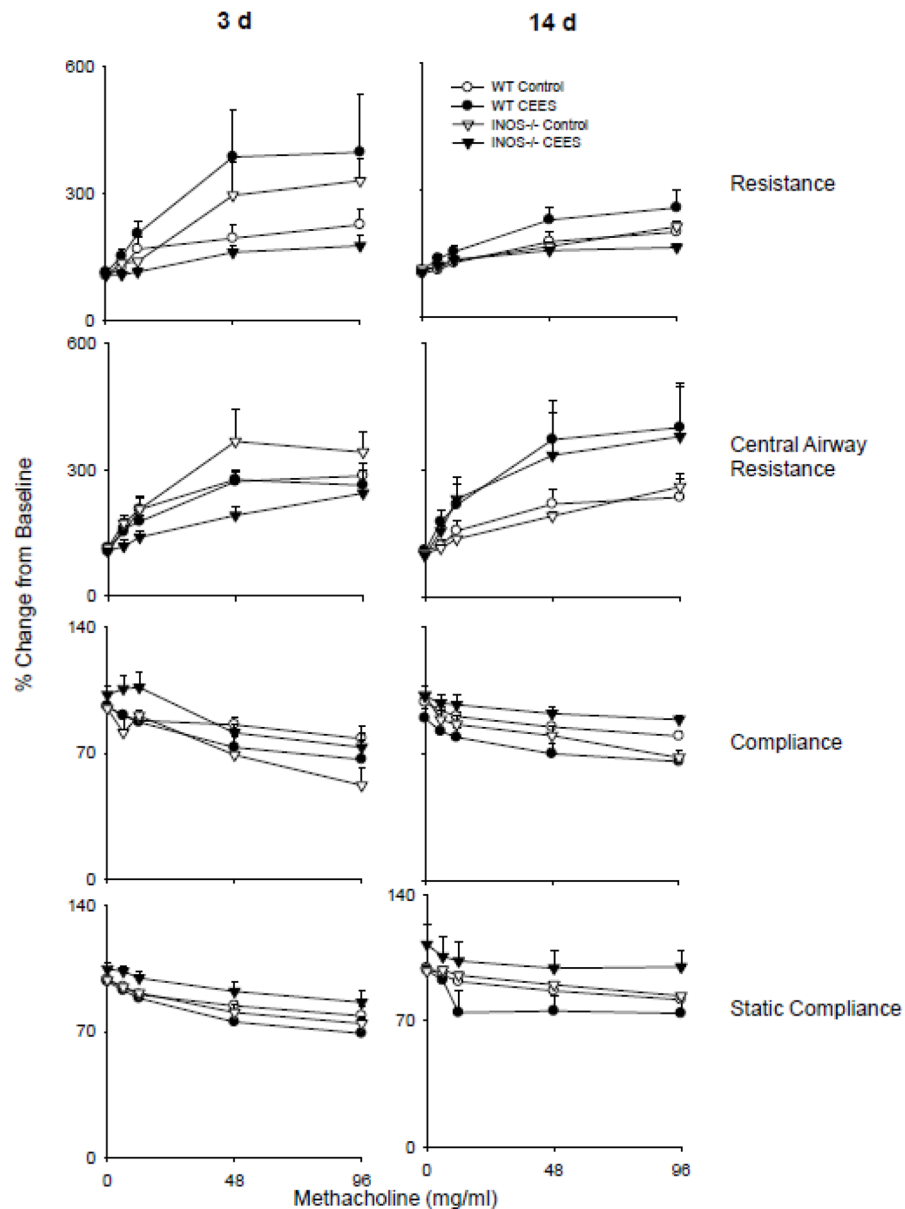 3 d
14 d
600
300
0
WT Control
WT CEES
iNOS-/- Control
iNOS-/- CEES
Resistance
600
300
0
Central Airway
Resistance
% Change from Baseline
140
70
0
Compliance
140
70
0
140
70
0
Static Compliance
0
48
96
0
48
96
Methacholine (mg/ml)